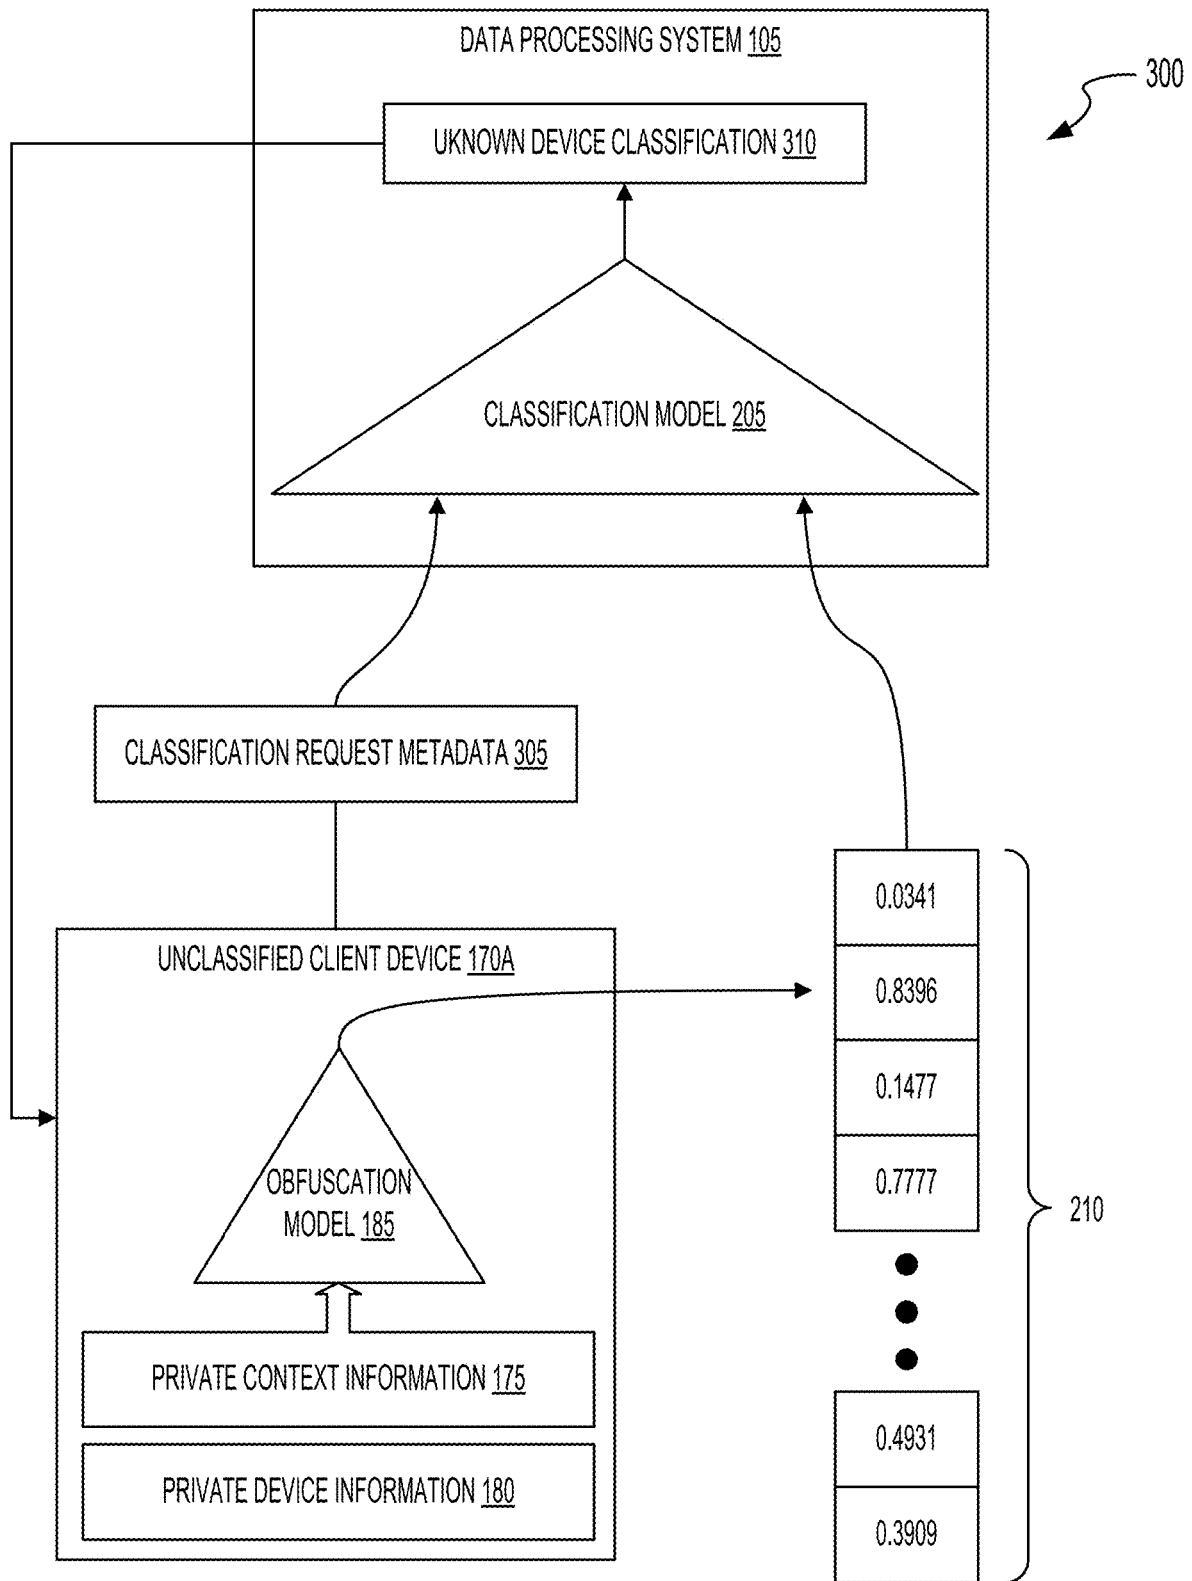 DATA PROCESSING SYSTEM 105
300
UKNOWN DEVICE CLASSIFICATION 310
CLASSIFICATION MODEL 205
CLASSIFICATION REQUEST METADATA 305
UNCLASSIFIED CLIENT DEVICE 170A
OBFUSCATION
MODEL 185
PRIVATE CONTEXT INFORMATION 175
PRIVATE DEVICE INFORMATION 180
0.0341
0.8396
0.1477
0.7777
210
0.4931
0.3909